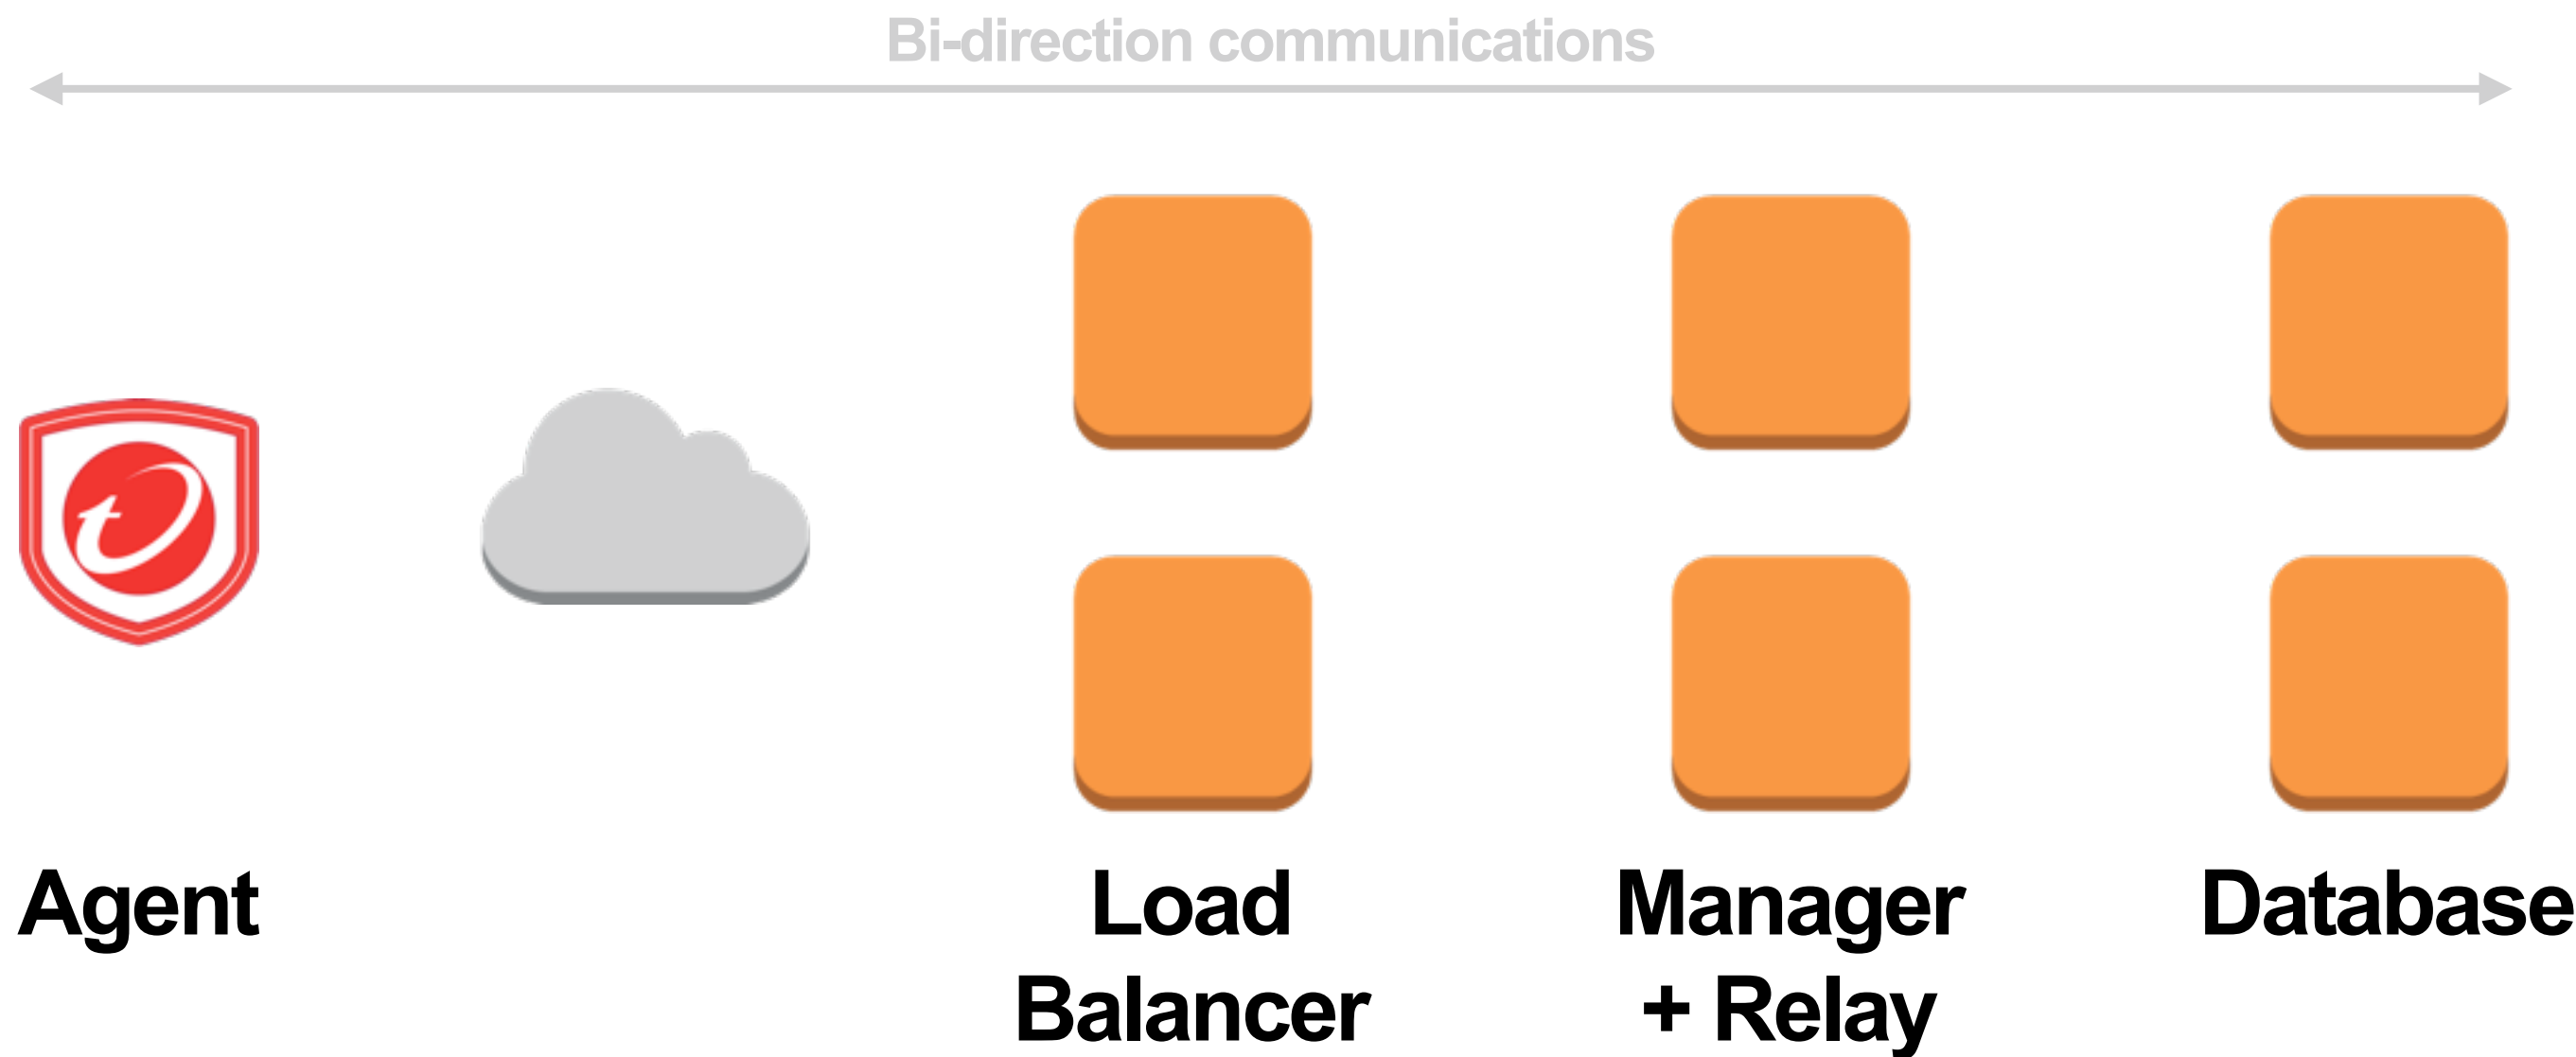 Bi-direction communications
Agent
Load
Balancer
Manager
+ Relay
Database